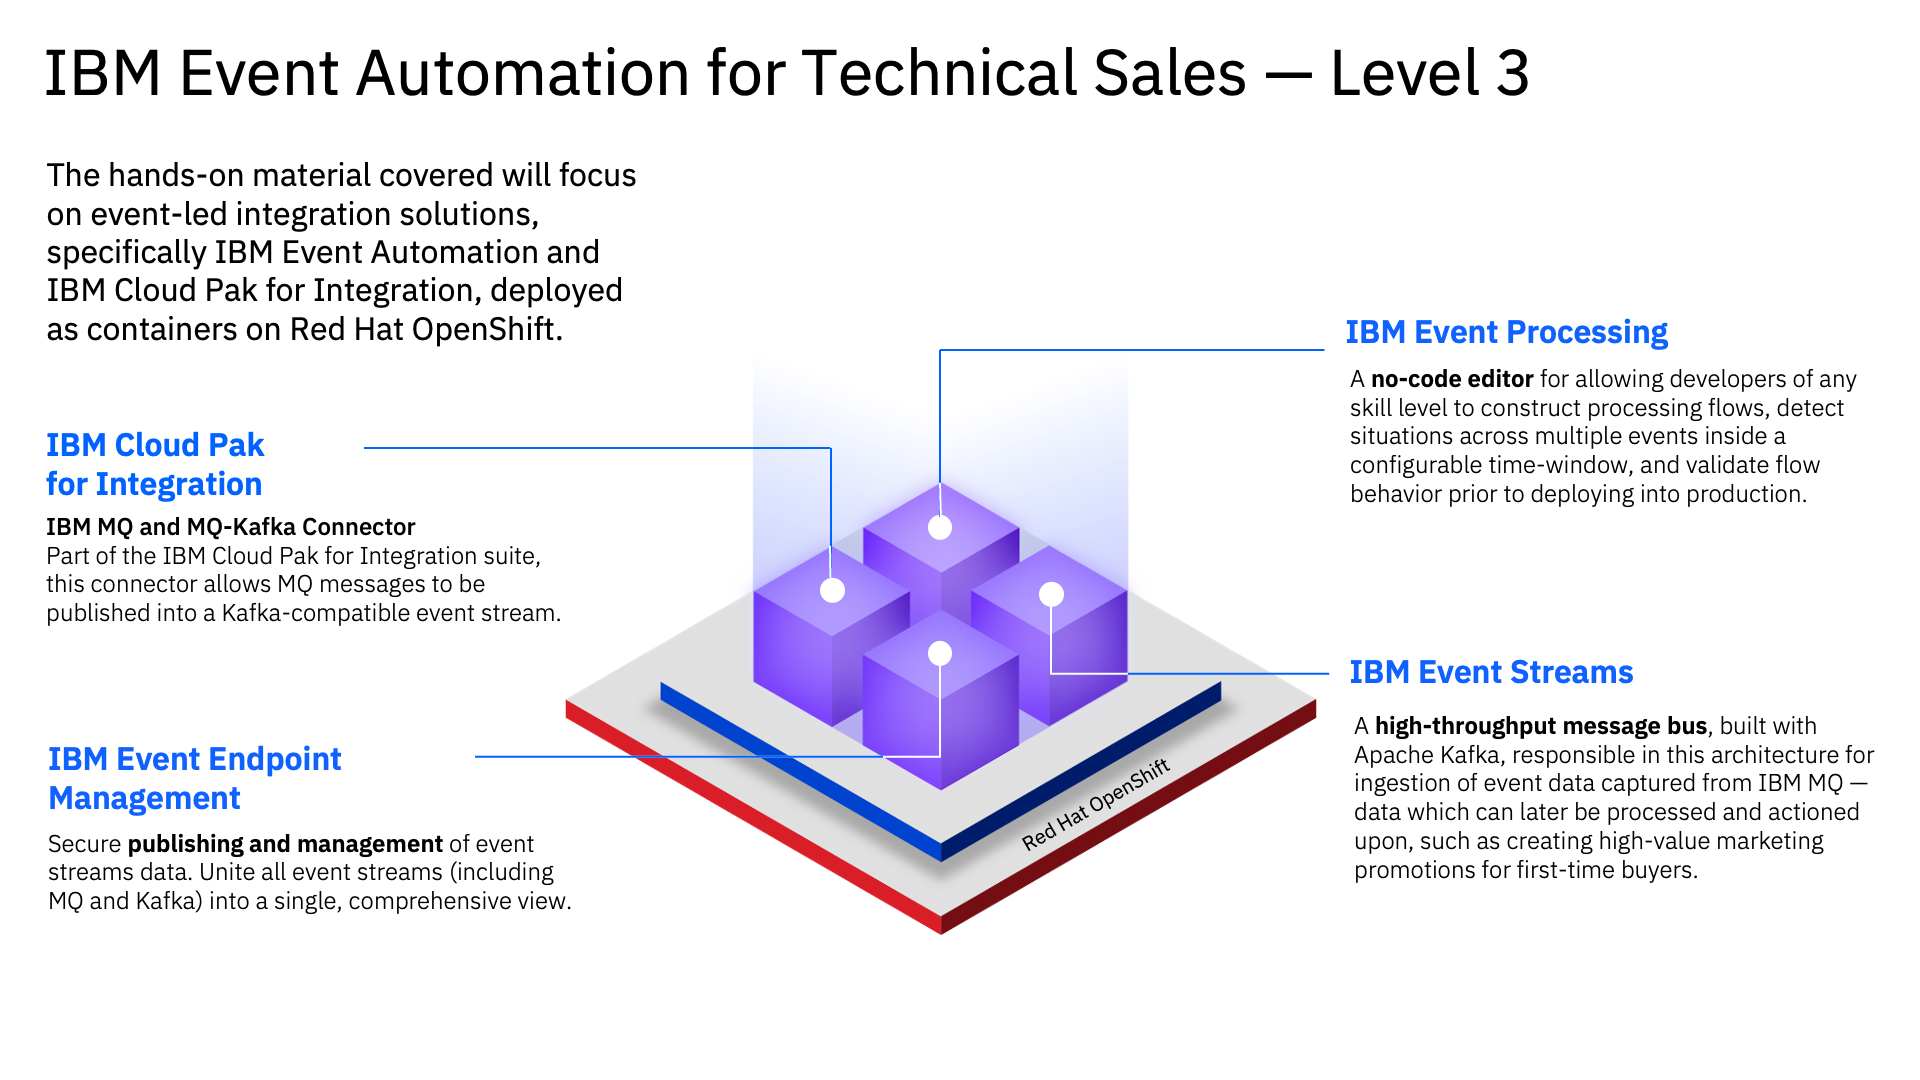 IBM Event Automation for Technical Sales — Level 3
The hands-on material covered will focus
on event-led integration solutions,
specifically IBM Event Automation and
IBM Cloud Pak for Integration, deployed
as containers on Red Hat OpenShift.
IBM Cloud Pak
for Integration
IBM MQ and MQ-Kafka Connector
Part of the IBM Cloud Pak for Integration suite,
this connector allows MQ messages to be
published into a Kafka-compatible event stream.
IBM Event Endpoint
Management
Secure publishing and management of event
streams data. Unite all event streams (including
MQ and Kafka) into a single, comprehensive view.
Red Hat OpenShift
IBM Event Processing
A no-code editor for allowing developers of any
skill level to construct processing flows, detect
situations across multiple events inside a
configurable time-window, and validate flow
behavior prior to deploying into production.
IBM Event Streams
A high-throughput message bus, built with
Apache Kafka, responsible in this architecture for
ingestion of event data captured from IBM MQ —
data which can later be processed and actioned
upon, such as creating high-value marketing
promotions for first-time buyers.